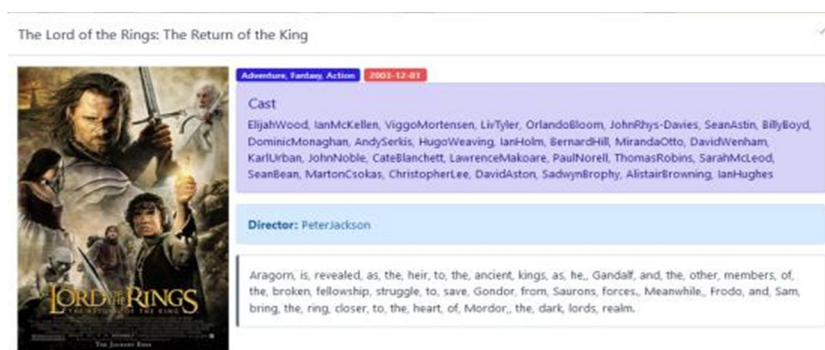 The Lord of the Rings: The Return of the King
Adventure, Fantasy, Action 2003-12-01
Cast
ElijahWood, IanMcKellen, ViggoMortensen, LivTyler, OrlandoBloom, JohnRhys-Davies, SeanAstin, BillyBoyd,
DominicMonaghan, AndySerkis, HugoWeaving, IanHolm, BernardHill, MirandaOtto, DavidWenham,
KarlUrban, JohnNoble, CateBlanchett, LawrenceMakoare, PaulNorell, ThomasRobins, SarahMcLeod,
SeanBean, MartonCsokas, ChristopherLee, DavidAston, SadwynBrophy, AlistairBrowning, IanHughes
Director: PeterJackson
Aragorn, is, revealed, as, the, heir, to, the, ancient, kings, as, he,, Gandalf, and, the, other, members, of,
the, broken, fellowship, struggle, to, save, Gondor, from, Saurons, forces., Meanwhile,, Frodo, and, Sam,
bring, the, ring, closer, to, the, heart, of, Mordor,, the, dark, lords, realm.
THE
LORD OF THE RINGS
THE RETURN OF THE KING
THE JOURNEY ENDS